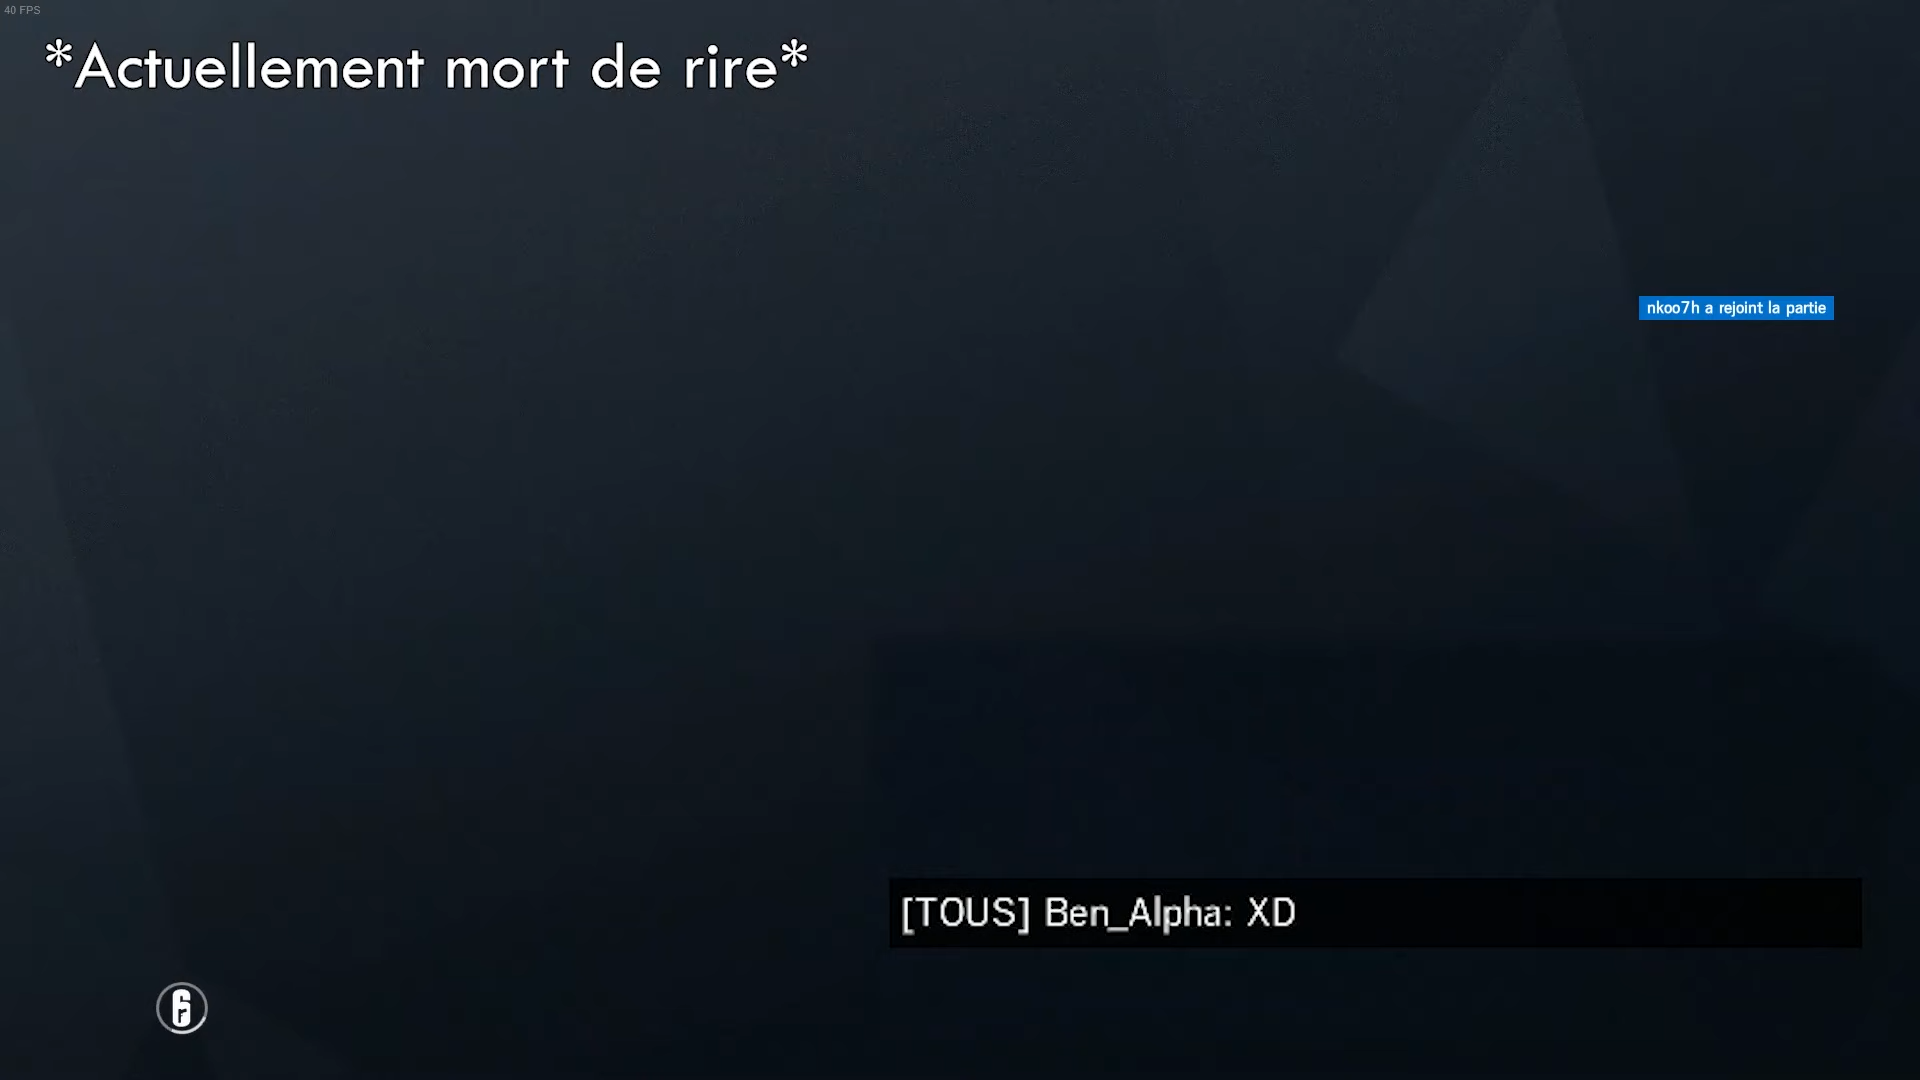 40 FPS
*Actuellement mort de rire*
nkoo7h a rejoint la partie
[TOUS] Ben_Alpha: XD